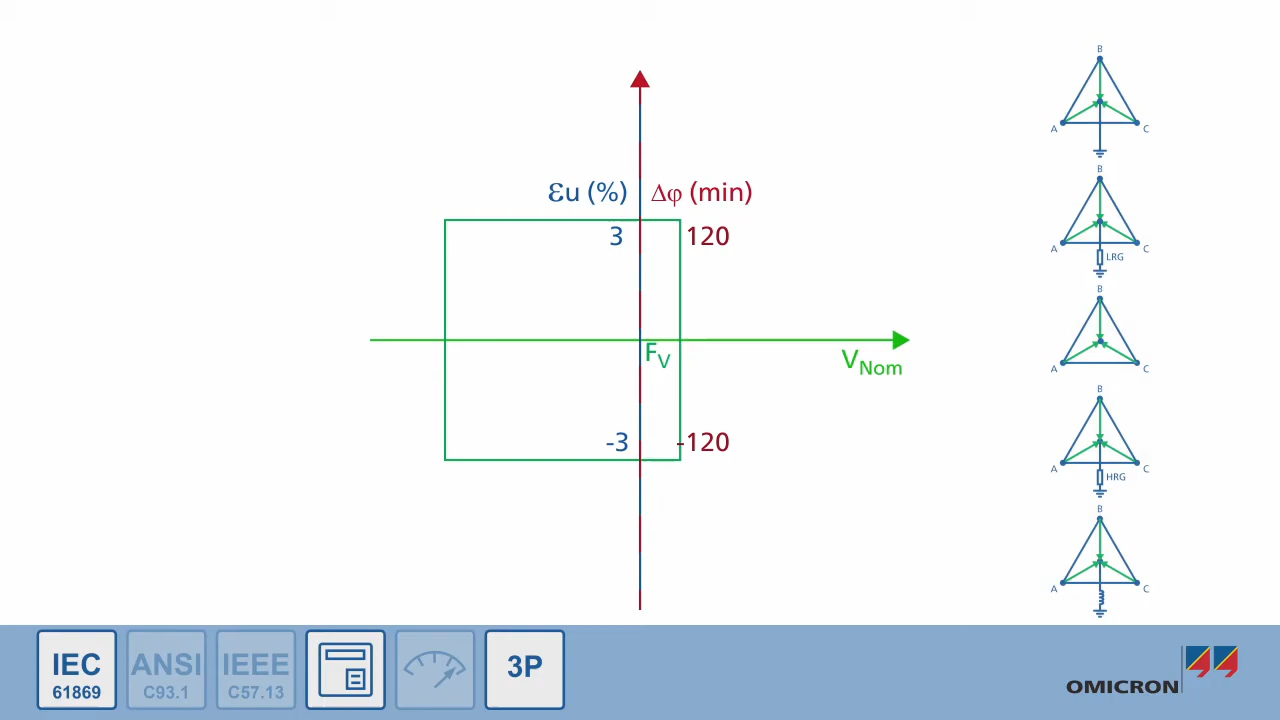 εu (%) Δφ (min)
3 120
F_V
V_Nom
-3 -120
B
A C
B
A C
LRG
B
A C
B
A C
HRG
B
A C
IEC
61869
ANSI
C93.1
IEEE
C57.13
3P
OMICRON